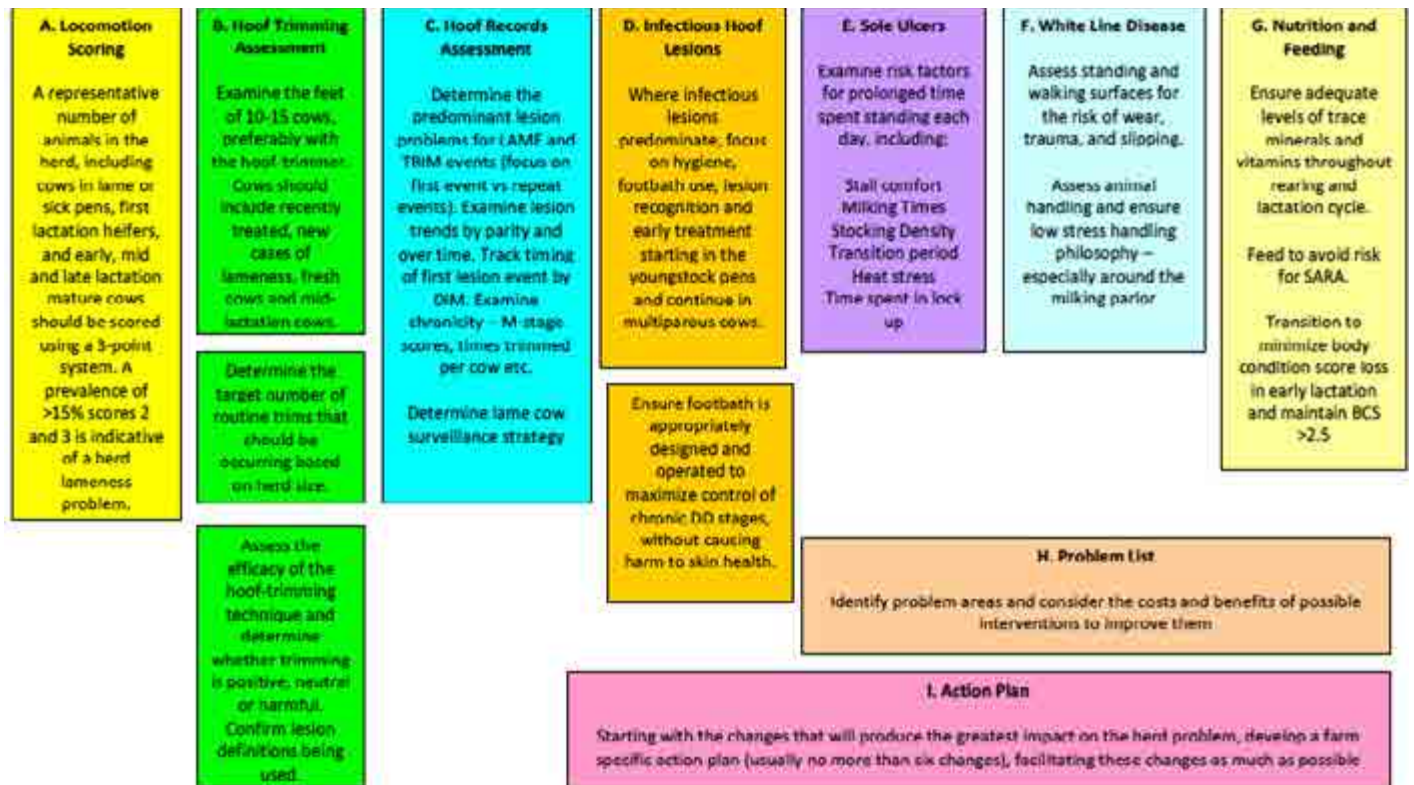 A. Locomotion
Scoring
A representative
number of
animals in the
herd, including
cows in lame or
sick pens, first
lactation heifers,
and early, mid
and late lactation
mature cows
should be scored
using a 3-point
system. A
prevalence of
>15% scores 2
and 3 is indicative
of a herd
lameness
problem.
B. Hoof Trimming
Assessment
Examine the feet
of 10-15 cows,
preferably with
the hoof-trimmer.
Cows should
include recently
treated, new
cases of
lameness, fresh
cows and mid-
lactation cows.
Determine the
target number of
routine trims that
should be
occurring based
on herd size.
Assess the
efficacy of the
hoof-trimming
technique and
determine
whether trimming
is positive, neutral
or harmful.
Confirm lesion
definitions being
used.
C. Hoof Records
Assessment
Determine the
predominant lesion
problems for LAME and
TRIM events (focus on
first event vs repeat
events). Examine lesion
trends by parity and
over time. Track timing
of first lesion event by
DIM. Examine
chronicity – M-stage
scores, times trimmed
per cow etc.
Determine lame cow
surveillance strategy
D. Infectious Hoof
Lesions
Where infectious
lesions
predominate, focus
on hygiene,
footbath use, lesion
recognition and
early treatment
starting in the
youngstock pens
and continue in
multiparous cows.
Ensure footbath is
appropriately
designed and
operated to
maximize control of
chronic DD stages,
without causing
harm to skin health.
E. Sole Ulcers
Examine risk factors
for prolonged time
spent standing each
day, including:
Stall comfort
Milking Times
Stocking Density
Transition period
Heat stress
Time spent in lock
up
F. White Line Disease
Assess standing and
walking surfaces for
the risk of wear,
trauma, and slipping.
Assess animal
handling and ensure
low stress handling
philosophy –
especially around the
milking parlor
G. Nutrition and
Feeding
Ensure adequate
levels of trace
minerals and
vitamins throughout
rearing and
lactation cycle.
Feed to avoid risk
for SARA.
Transition to
minimize body
condition score loss
in early lactation
and maintain BCS
>2.5
H. Problem List
Identify problem areas and consider the costs and benefits of possible
interventions to improve them
I. Action Plan
Starting with the changes that will produce the greatest impact on the herd problem, develop a farm
specific action plan (usually no more than six changes), facilitating these changes as much as possible